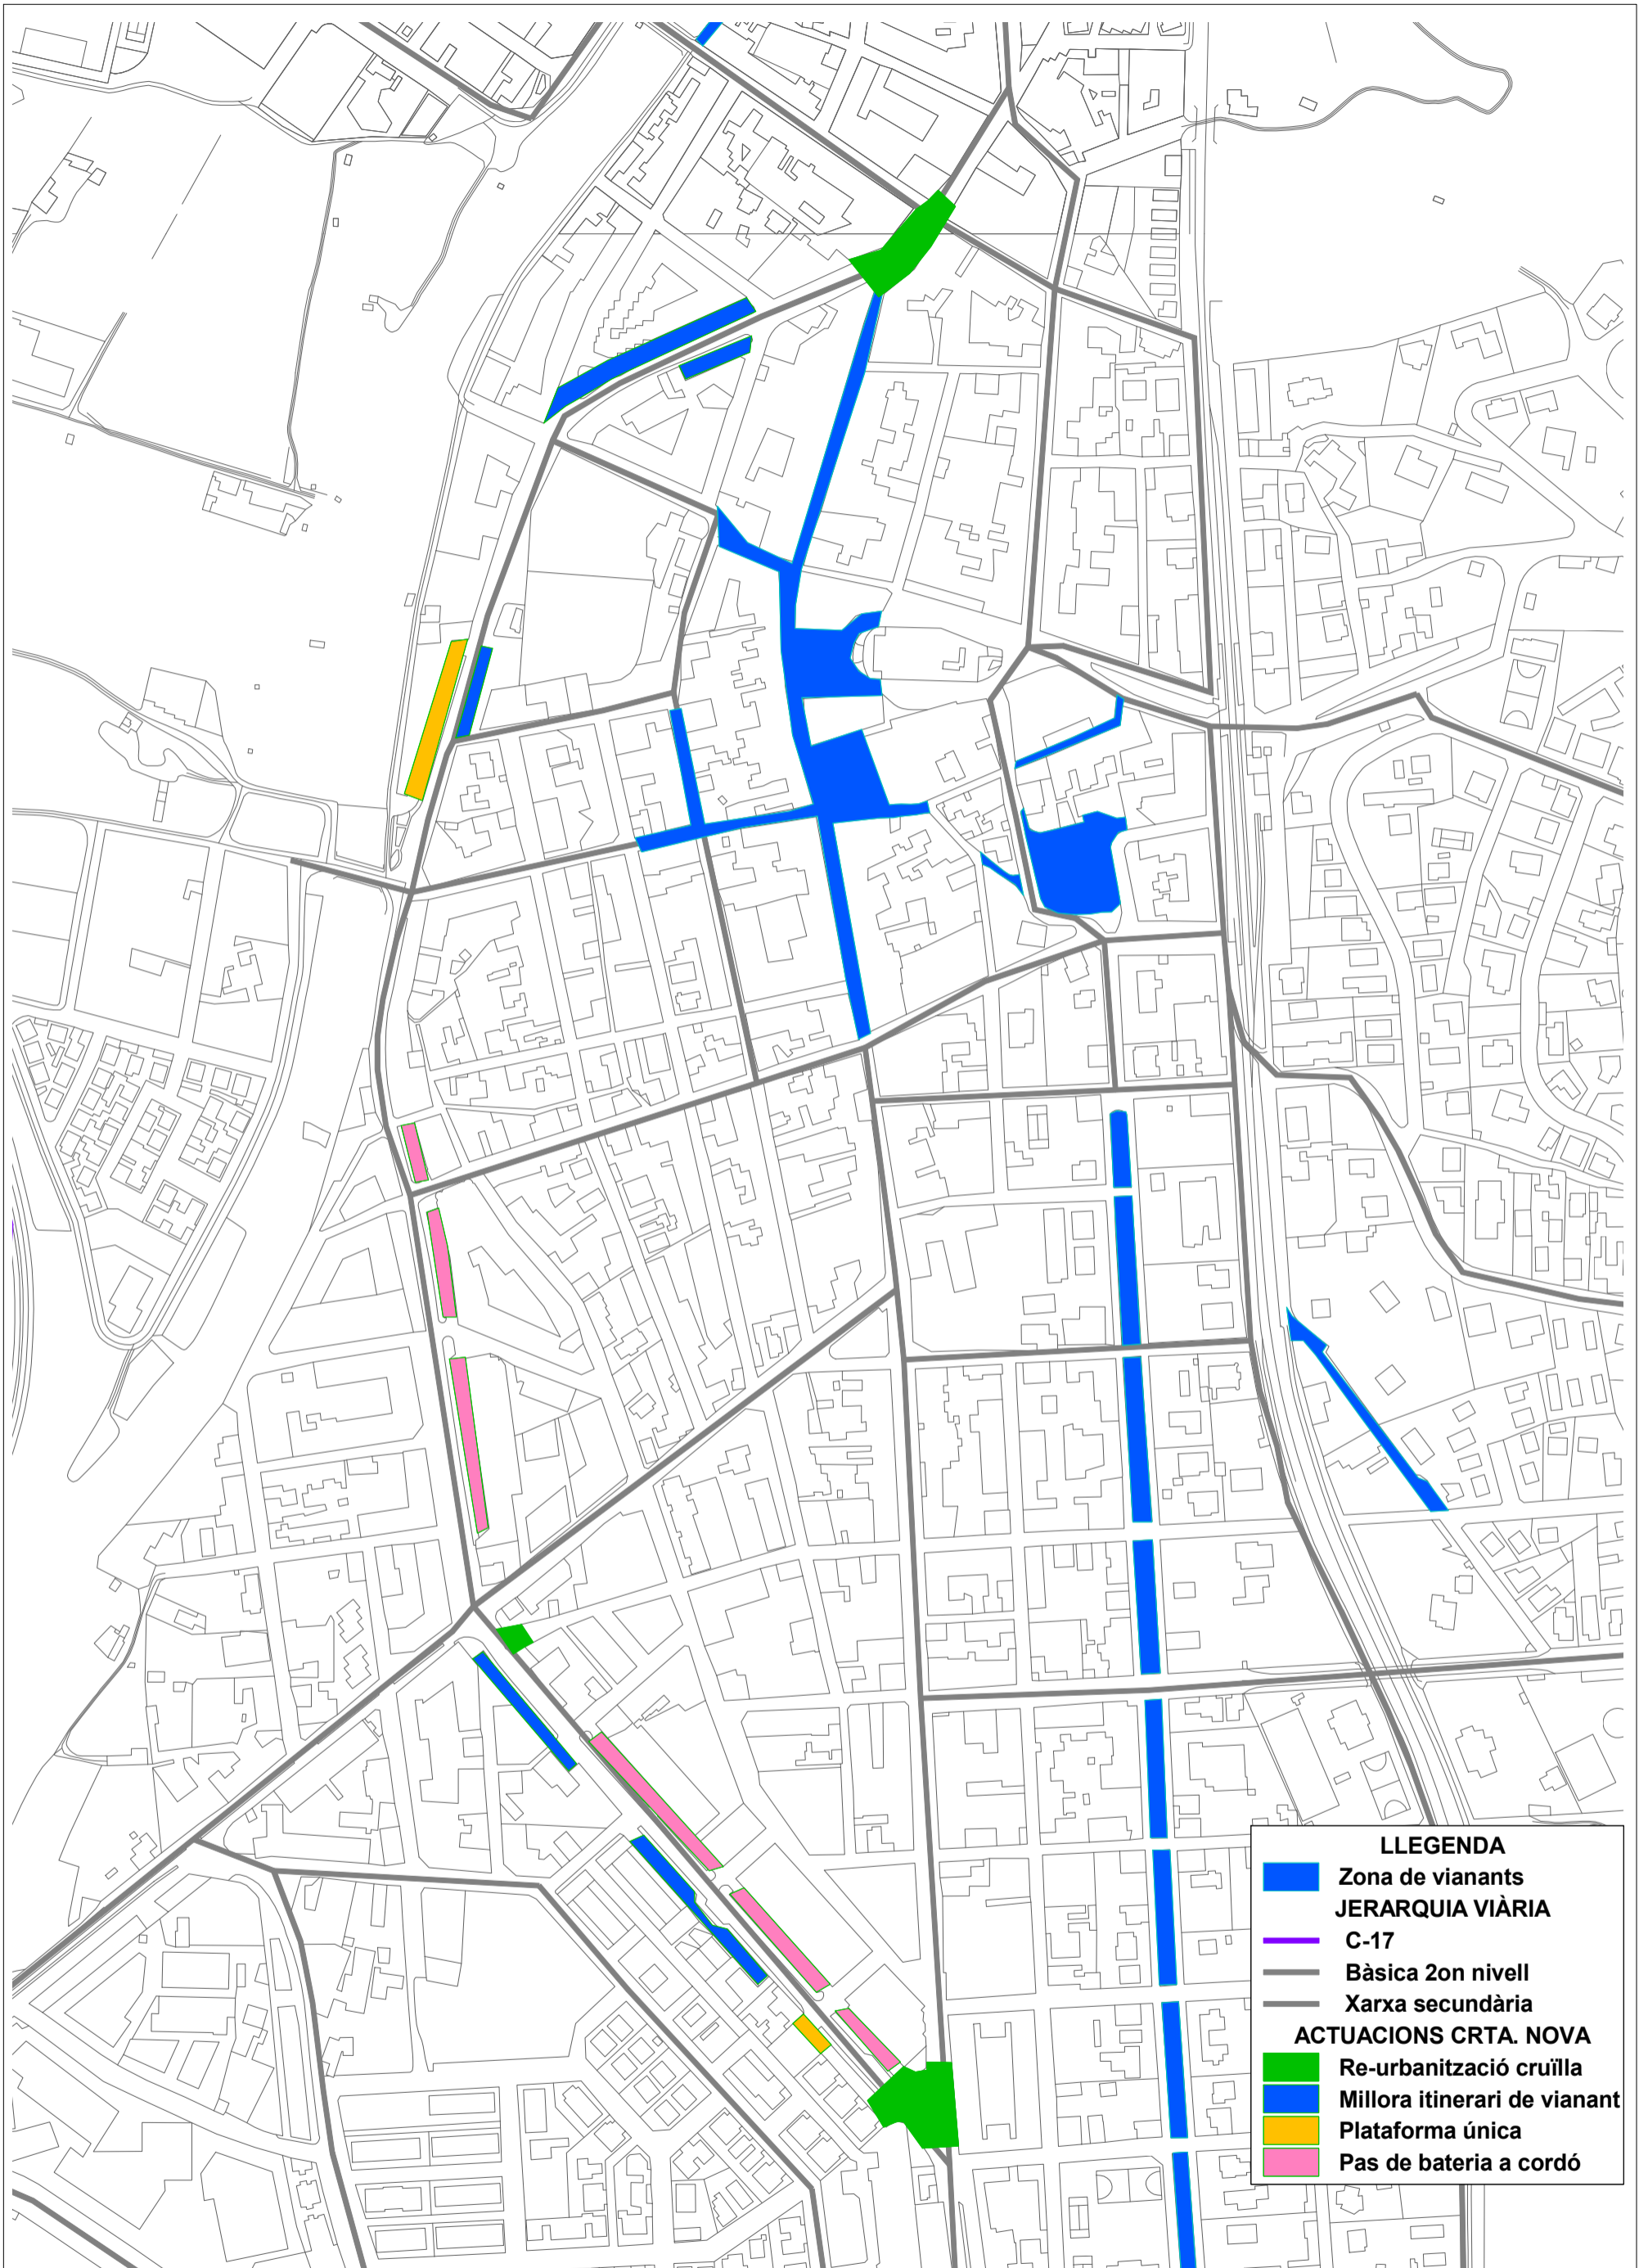 LLEGENDA
Zona de vianants
JERARQUIA VIÀRIA
C-17
Bàsica 2on nivell
Xarxa secundària
ACTUACIONS CRTA. NOVA
Re-urbanització cruïlla
Millora itinerari de vianant
Plataforma única
Pas de bateria a cordó